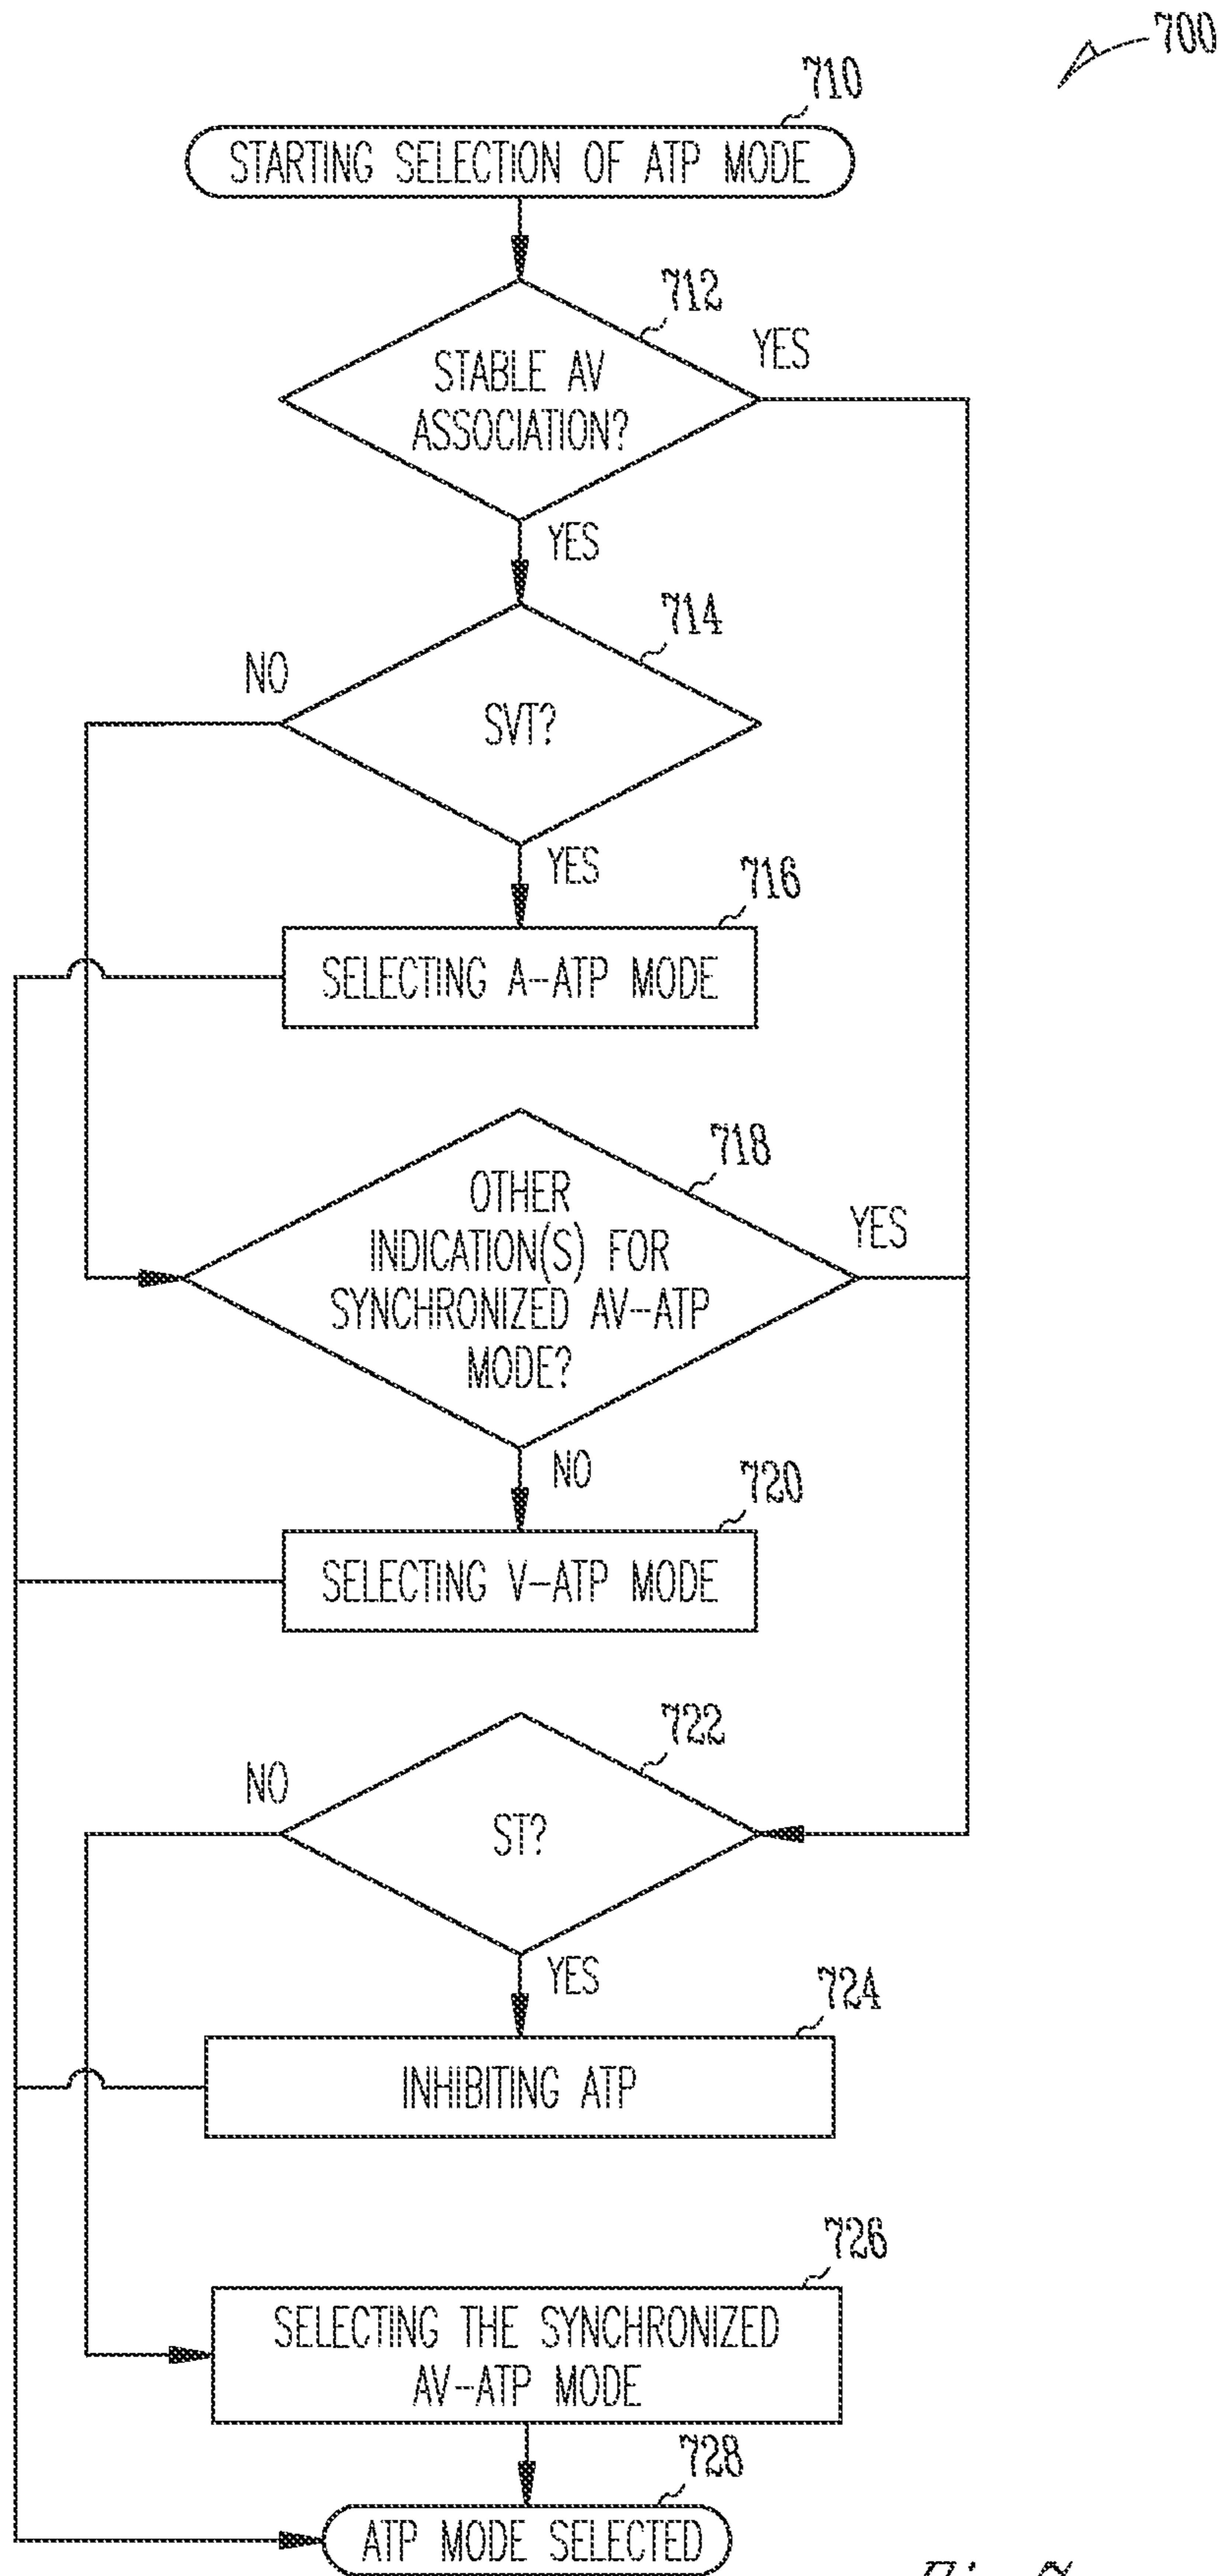 700
710
STARTING SELECTION OF ATP MODE
712
STABLE AV
ASSOCIATION?
YES
YES
714
NO
SVT?
YES
716
SELECTING A-ATP MODE
718
OTHER
INDICATION(S) FOR
SYNCHRONIZED AV-ATP
MODE?
YES
NO
720
SELECTING V-ATP MODE
722
NO
ST?
YES
724
INHIBITING ATP
726
SELECTING THE SYNCHRONIZED
AV-ATP MODE
728
ATP MODE SELECTED